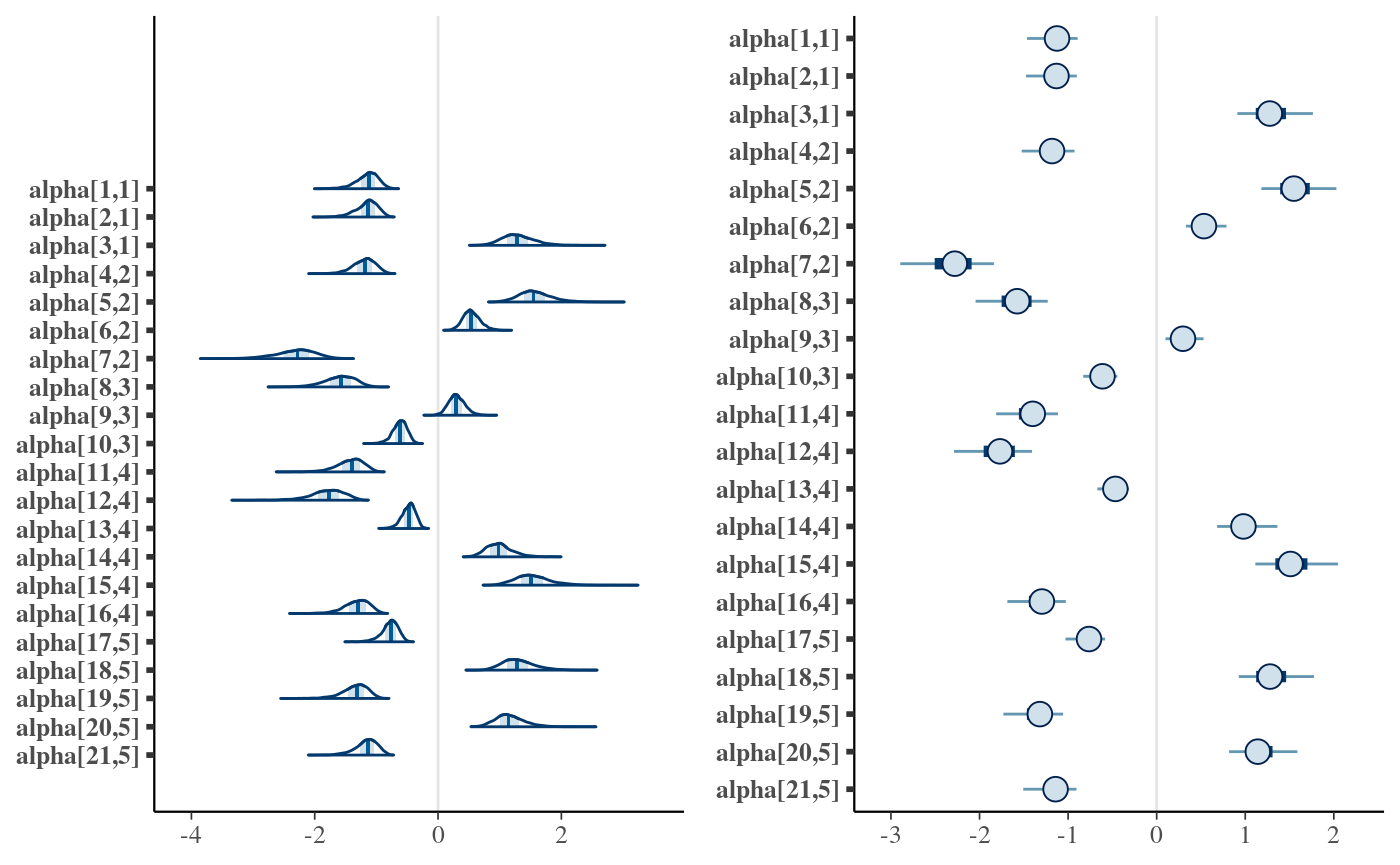 alpha[1,1]
alpha[2,1]
alpha[3,1]
alpha[4,2]
alpha[5,2]
alpha[6,2]
alpha[7,2]
alpha[8,3]
alpha[9,3]
alpha[10,3]
alpha[11,4]
alpha[12,4]
alpha[13,4]
alpha[14,4]
alpha[15,4]
alpha[16,4]
alpha[17,5]
alpha[18,5]
alpha[19,5]
alpha[20,5]
alpha[21,5]
-4 -2 0 2
alpha[1,1]
alpha[2,1]
alpha[3,1]
alpha[4,2]
alpha[5,2]
alpha[6,2]
alpha[7,2]
alpha[8,3]
alpha[9,3]
alpha[10,3]
alpha[11,4]
alpha[12,4]
alpha[13,4]
alpha[14,4]
alpha[15,4]
alpha[16,4]
alpha[17,5]
alpha[18,5]
alpha[19,5]
alpha[20,5]
alpha[21,5]
-3 -2 -1 0 1 2